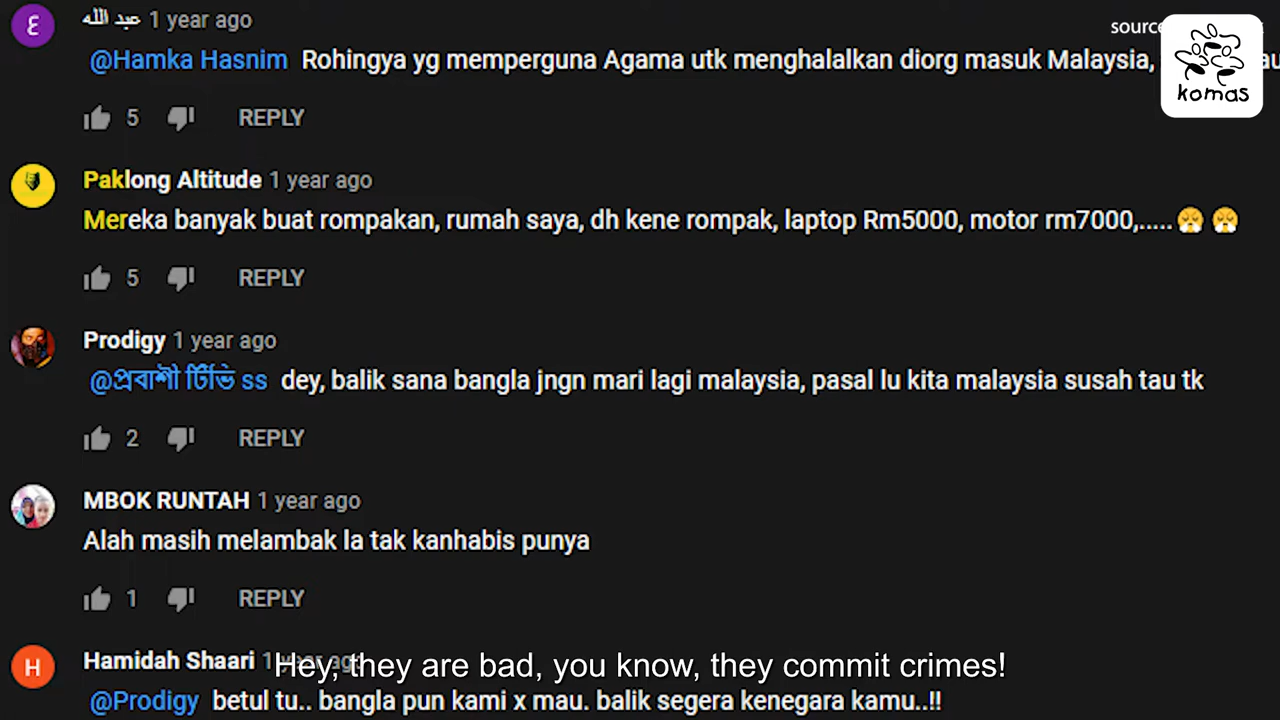 ع عبد الله 1 year ago
source
komas
@Hamka Hasnim Rohingya yg memperguna Agama utk menghalalkan diorg masuk Malaysia,
5 REPLY
Paklong Altitude 1 year ago
Mereka banyak buat rompakan, rumah saya, dh kene rompak, laptop Rm5000, motor rm7000,.....😤 😤
5 REPLY
Prodigy 1 year ago
@প্রবাশী টিভি ss dey, balik sana bangla jngn mari lagi malaysia, pasal lu kita malaysia susah tau tk
2 REPLY
MBOK RUNTAH 1 year ago
Alah masih melambak la tak kanhabis punya
1 REPLY
H Hamidah Shaari 1
Hey, they are bad, you know, they commit crimes!
@Prodigy betul tu.. bangla pun kami x mau. balik segera kenegara kamu..!!